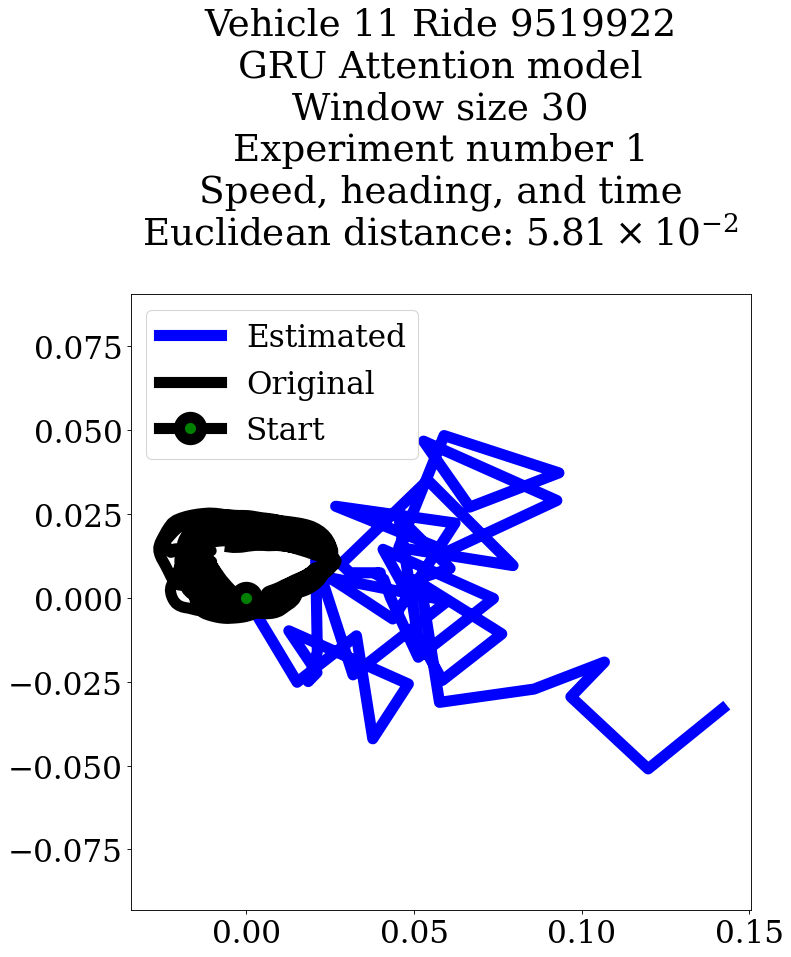 Vehicle 11 Ride 9519922
GRU Attention model
Window size 30
Experiment number 1
Speed, heading, and time
Euclidean distance: 5.81 × 10⁻²
Estimated
Original
Start
0.075
0.050
0.025
0.000
−0.025
−0.050
−0.075
0.00 0.05 0.10 0.15